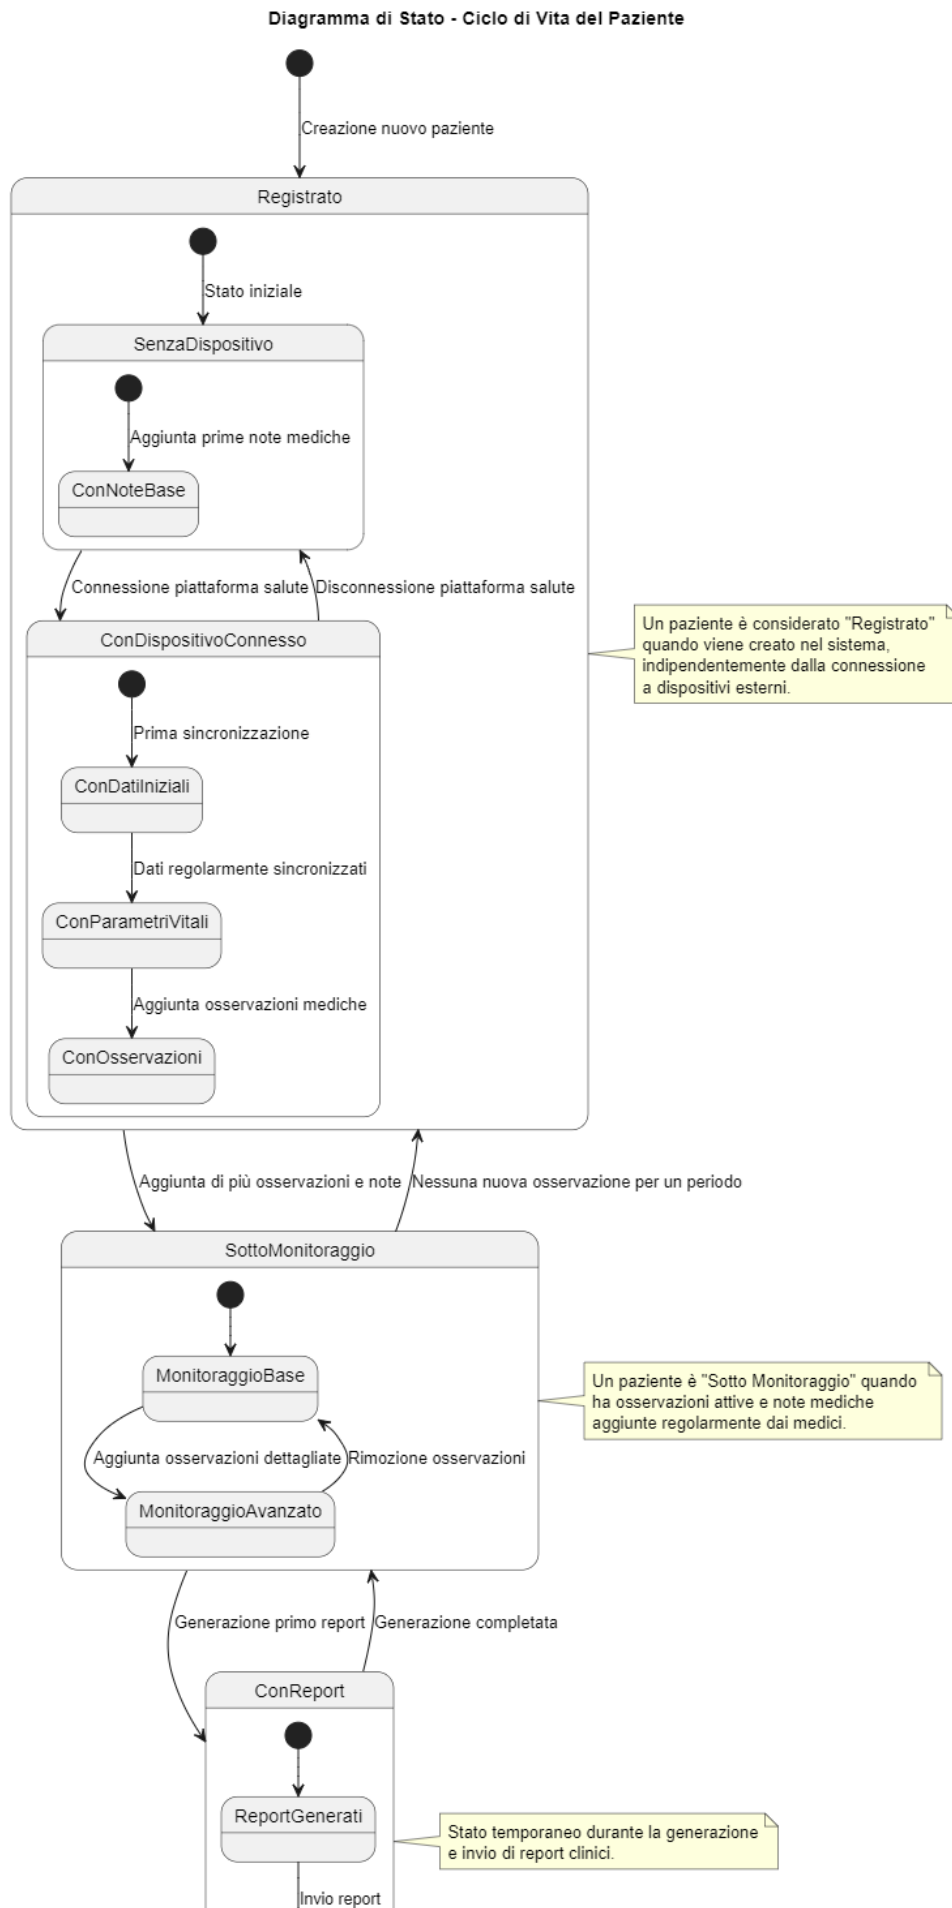 Diagramma di Stato - Ciclo di Vita del Paziente
Creazione nuovo paziente
Registrato
Stato iniziale
SenzaDispositivo
Aggiunta prime note mediche
ConNoteBase
Connessione piattaforma salute
Disconnessione piattaforma salute
ConDispositivoConnesso
Un paziente è considerato "Registrato"
quando viene creato nel sistema,
indipendentemente dalla connessione
a dispositivi esterni.
Prima sincronizzazione
ConDatiIniziali
Dati regolarmente sincronizzati
ConParametriVitali
Aggiunta osservazioni mediche
ConOsservazioni
Aggiunta di più osservazioni e note
Nessuna nuova osservazione per un periodo
SottoMonitoraggio
MonitoraggioBase
Un paziente è "Sotto Monitoraggio" quando
ha osservazioni attive e note mediche
aggiunte regolarmente dai medici.
Aggiunta osservazioni dettagliate
Rimozione osservazioni
MonitoraggioAvanzato
Generazione primo report
Generazione completata
ConReport
ReportGenerati
Stato temporaneo durante la generazione
e invio di report clinici.
Invio report